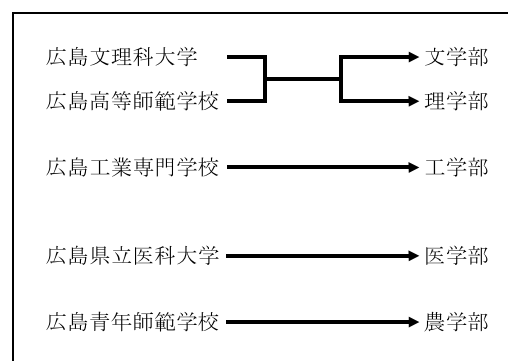 広島文理科大学 文学部
広島高等師範学校 理学部
広島工業専門学校 工学部
広島県立医科大学 医学部
広島青年師範学校 農学部